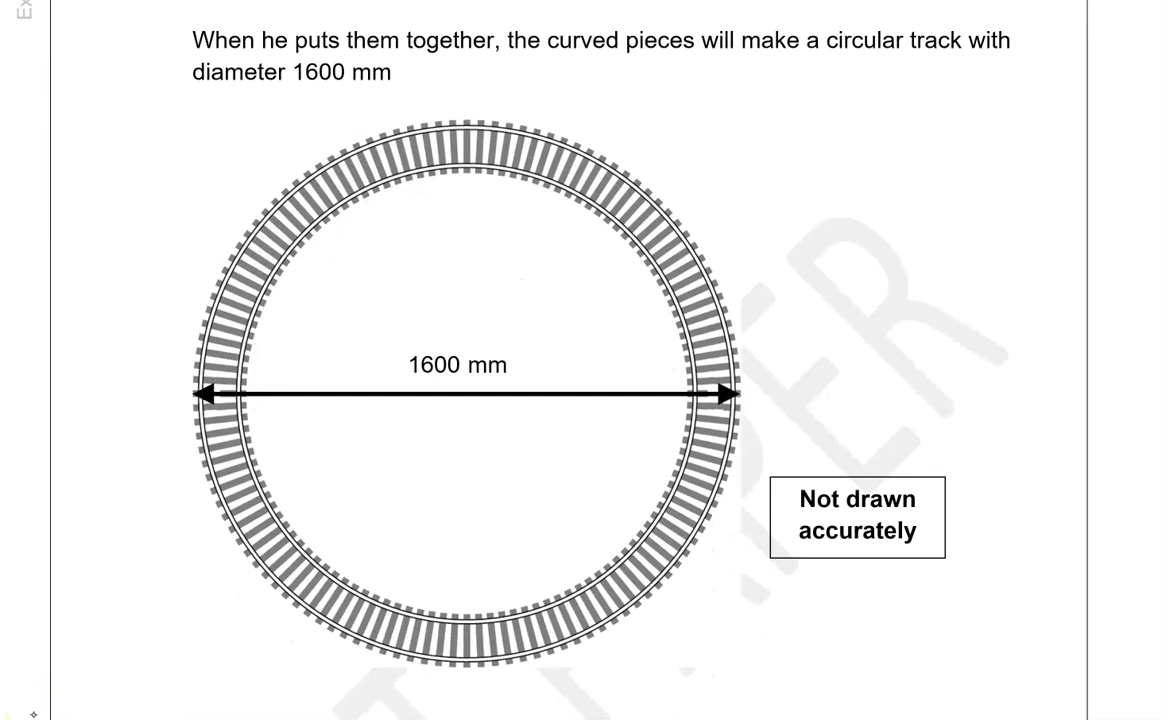 When he puts them together, the curved pieces will make a circular track with
diameter 1600 mm
1600 mm
Not drawn
accurately